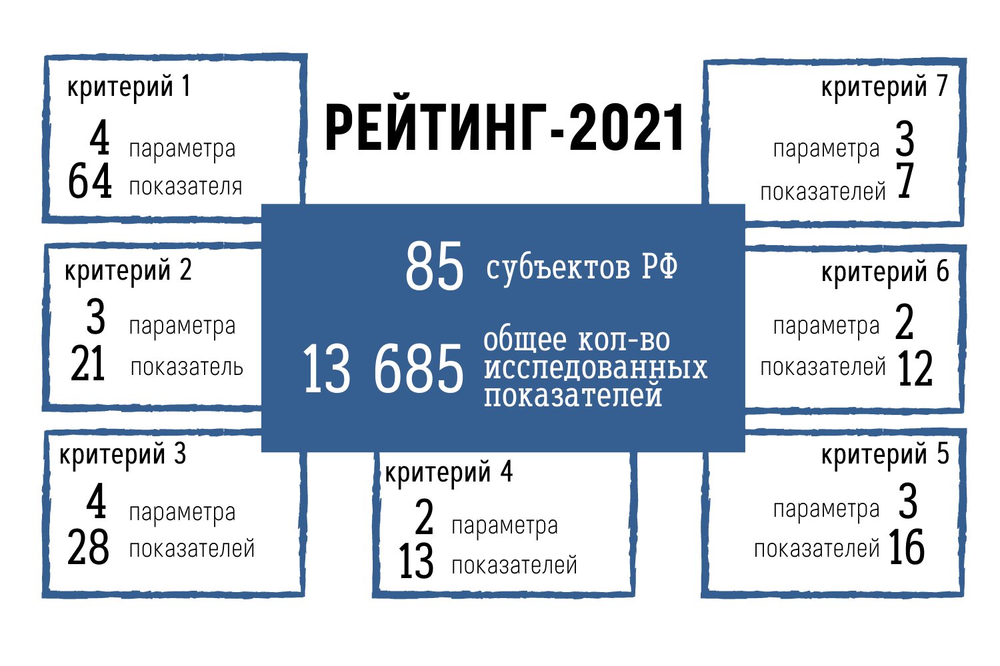 РЕЙТИНГ-2021
критерий 1
4 параметра
64 показателя
критерий 2
3 параметра
21 показатель
критерий 3
4 параметра
28 показателей
85 субъектов РФ
13 685 общее кол-во
исследованных
показателей
критерий 4
2 параметра
13 показателей
критерий 7
параметра 3
показателей 7
критерий 6
параметра 2
показателей 12
критерий 5
параметра 3
показателей 16